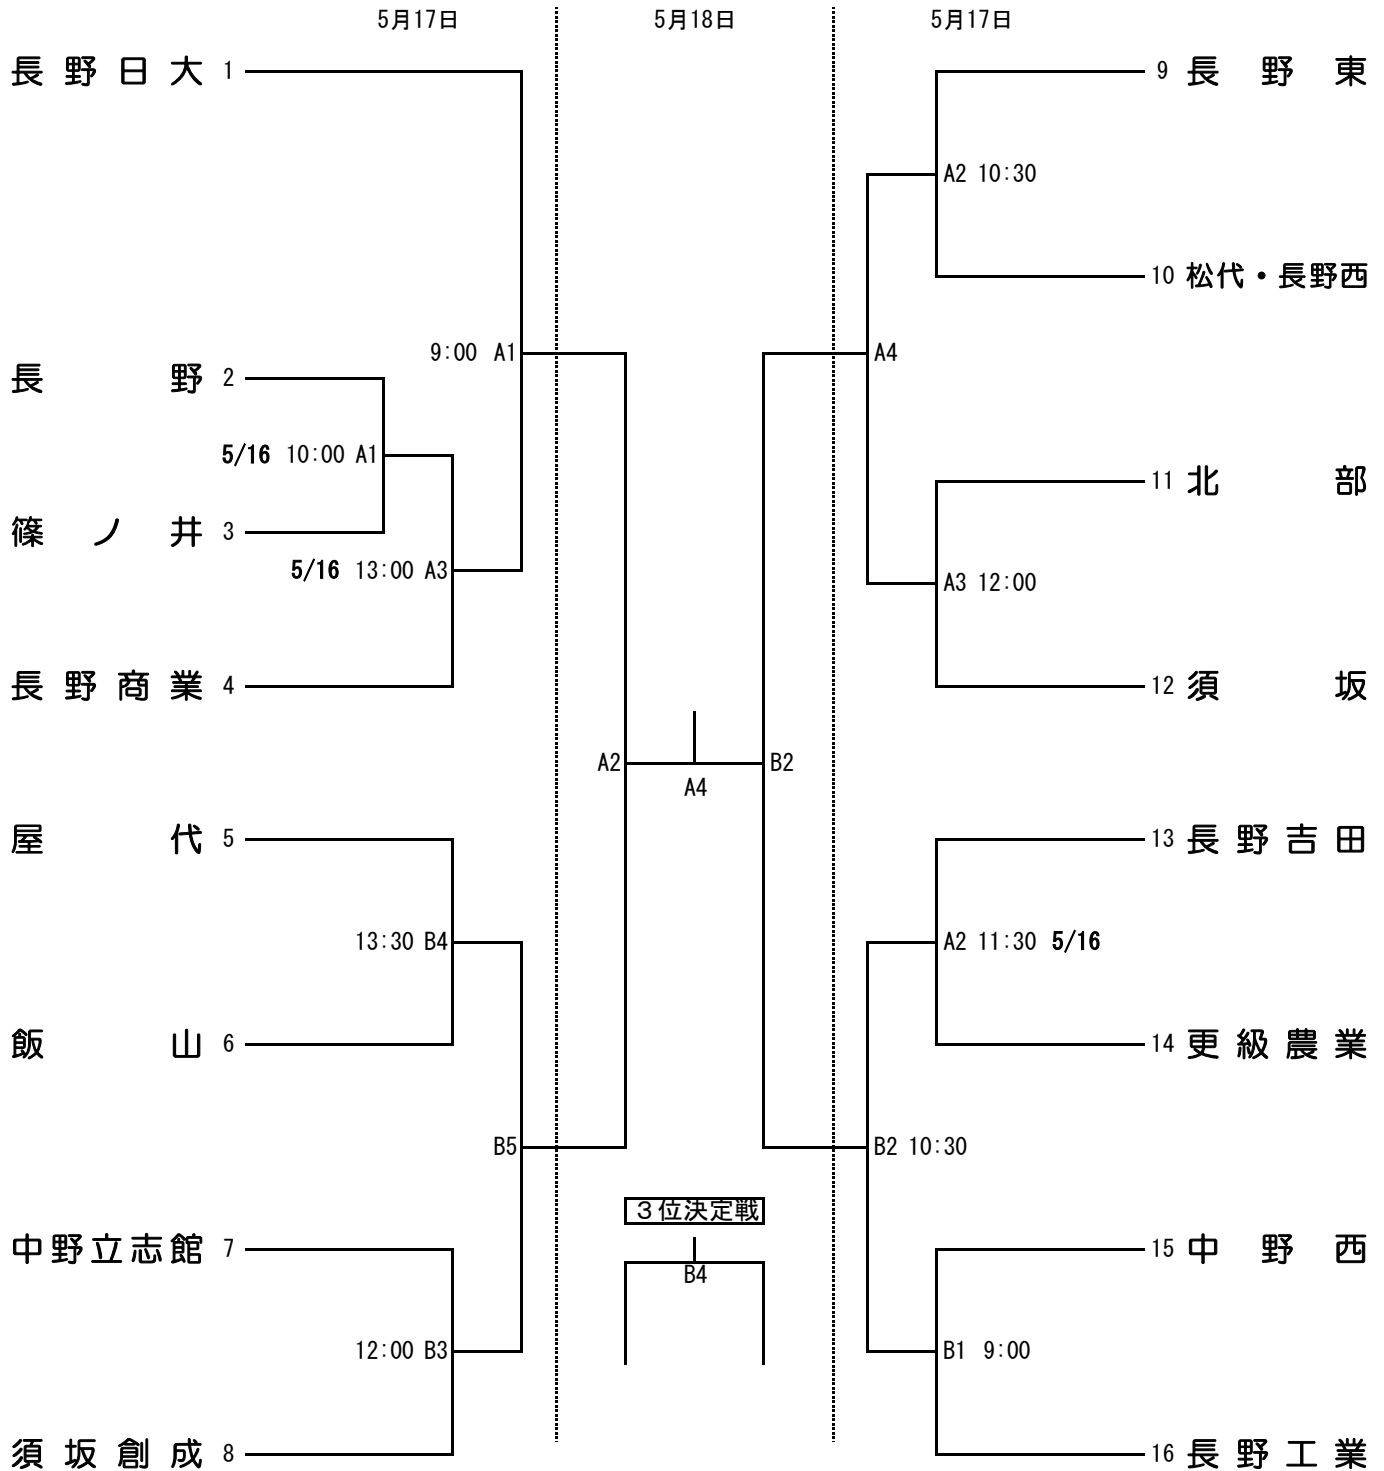 5月17日 5月18日 5月17日
長野日大 1 9 長野東
A2 10:30
10 松代・長野西
9:00 A1 A4
長野 2
5/16 10:00 A1
11 北部
篠ノ井 3
5/16 13:00 A3 A3 12:00
長野商業 4 12 須坂
A2 B2
A4
屋代 5 13 長野吉田
13:30 B4 A2 11:30 5/16
飯山 6 14 更級農業
B5 B2 10:30
3位決定戦
中野立志館 7 15 中野西
B4
12:00 B3 B1 9:00
須坂創成 8 16 長野工業